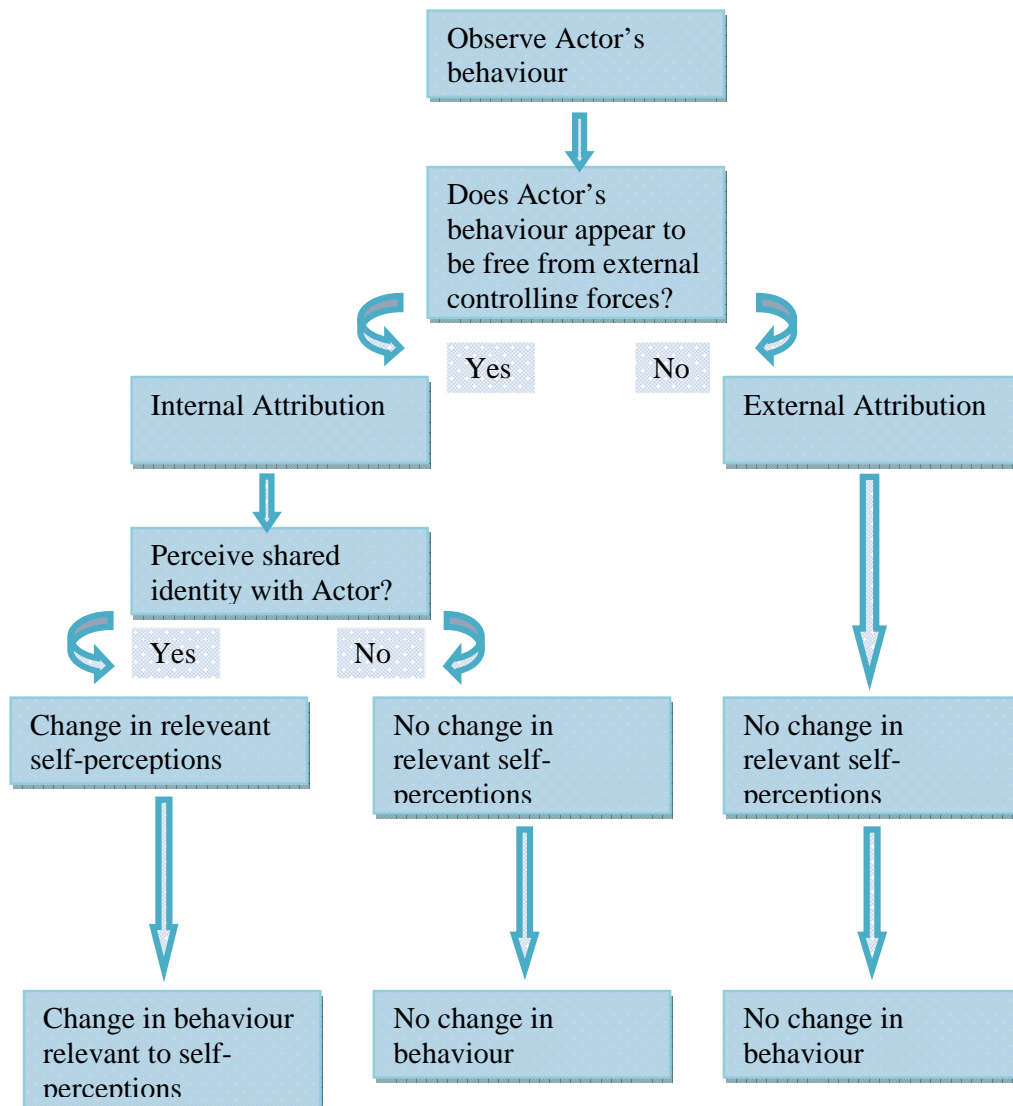 Observe Actor's
behaviour
Does Actor's
behaviour appear to
be free from external
controlling forces?
Yes
No
Internal Attribution
External Attribution
Perceive shared
identity with Actor?
Yes
No
Change in releveant
self-perceptions
No change in
relevant self-
perceptions
No change in
relevant self-
perceptions
Change in behaviour
relevant to self-
perceptions
No change in
behaviour
No change in
behaviour